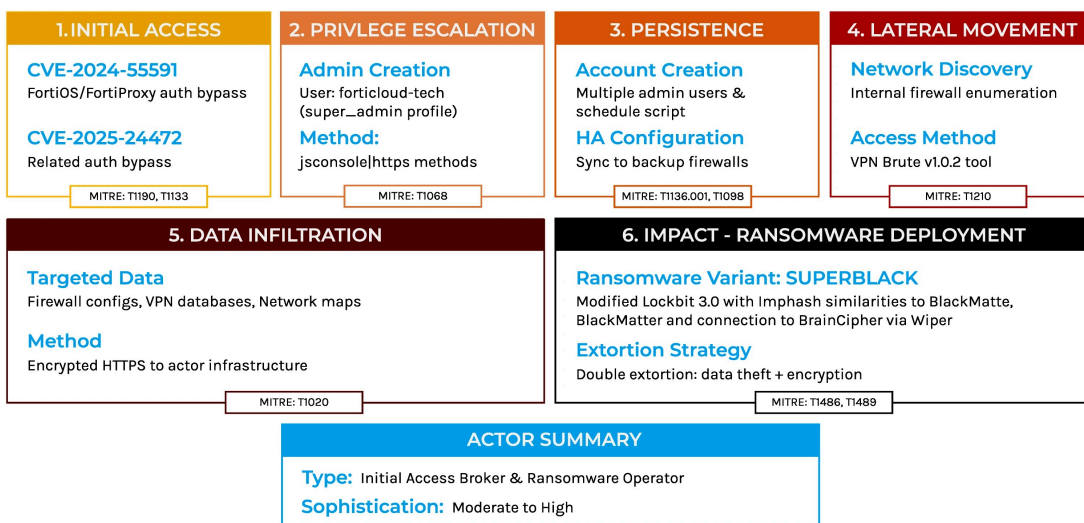 1. INITIAL ACCESS
CVE-2024-55591
FortiOS/FortiProxy auth bypass
CVE-2025-24472
Related auth bypass
MITRE: T1190, T1133
2. PRIVLEGE ESCALATION
Admin Creation
User: forticloud-tech
(super_admin profile)
Method:
jsconsole|https methods
MITRE: T1068
3. PERSISTENCE
Account Creation
Multiple admin users &
schedule script
HA Configuration
Sync to backup firewalls
MITRE: T1136.001, T1098
4. LATERAL MOVEMENT
Network Discovery
Internal firewall enumeration
Access Method
VPN Brute v1.0.2 tool
MITRE: T1210
5. DATA INFILTRATION
Targeted Data
Firewall configs, VPN databases, Network maps
Method
Encrypted HTTPS to actor infrastructure
MITRE: T1020
6. IMPACT - RANSOMWARE DEPLOYMENT
Ransomware Variant: SUPERBLACK
Modified Lockbit 3.0 with Imphash similarities to BlackMatte,
BlackMatter and connection to BrainCipher via Wiper
Extortion Strategy
Double extortion: data theft + encryption
MITRE: T1486, T1489
ACTOR SUMMARY
Type: Initial Access Broker & Ransomware Operator
Sophistication: Moderate to High